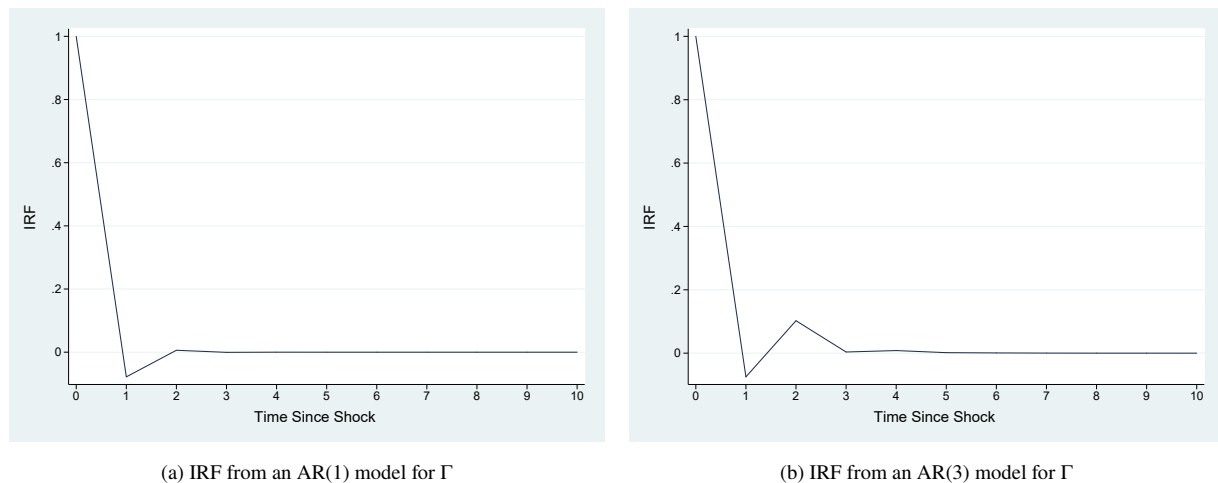 1
.8
.6
.4
.2
0
IRF
0 1 2 3 4 5 6 7 8 9 10
Time Since Shock
(a) IRF from an AR(1) model for Γ
1
.8
.6
.4
.2
0
IRF
0 1 2 3 4 5 6 7 8 9 10
Time Since Shock
(b) IRF from an AR(3) model for Γ